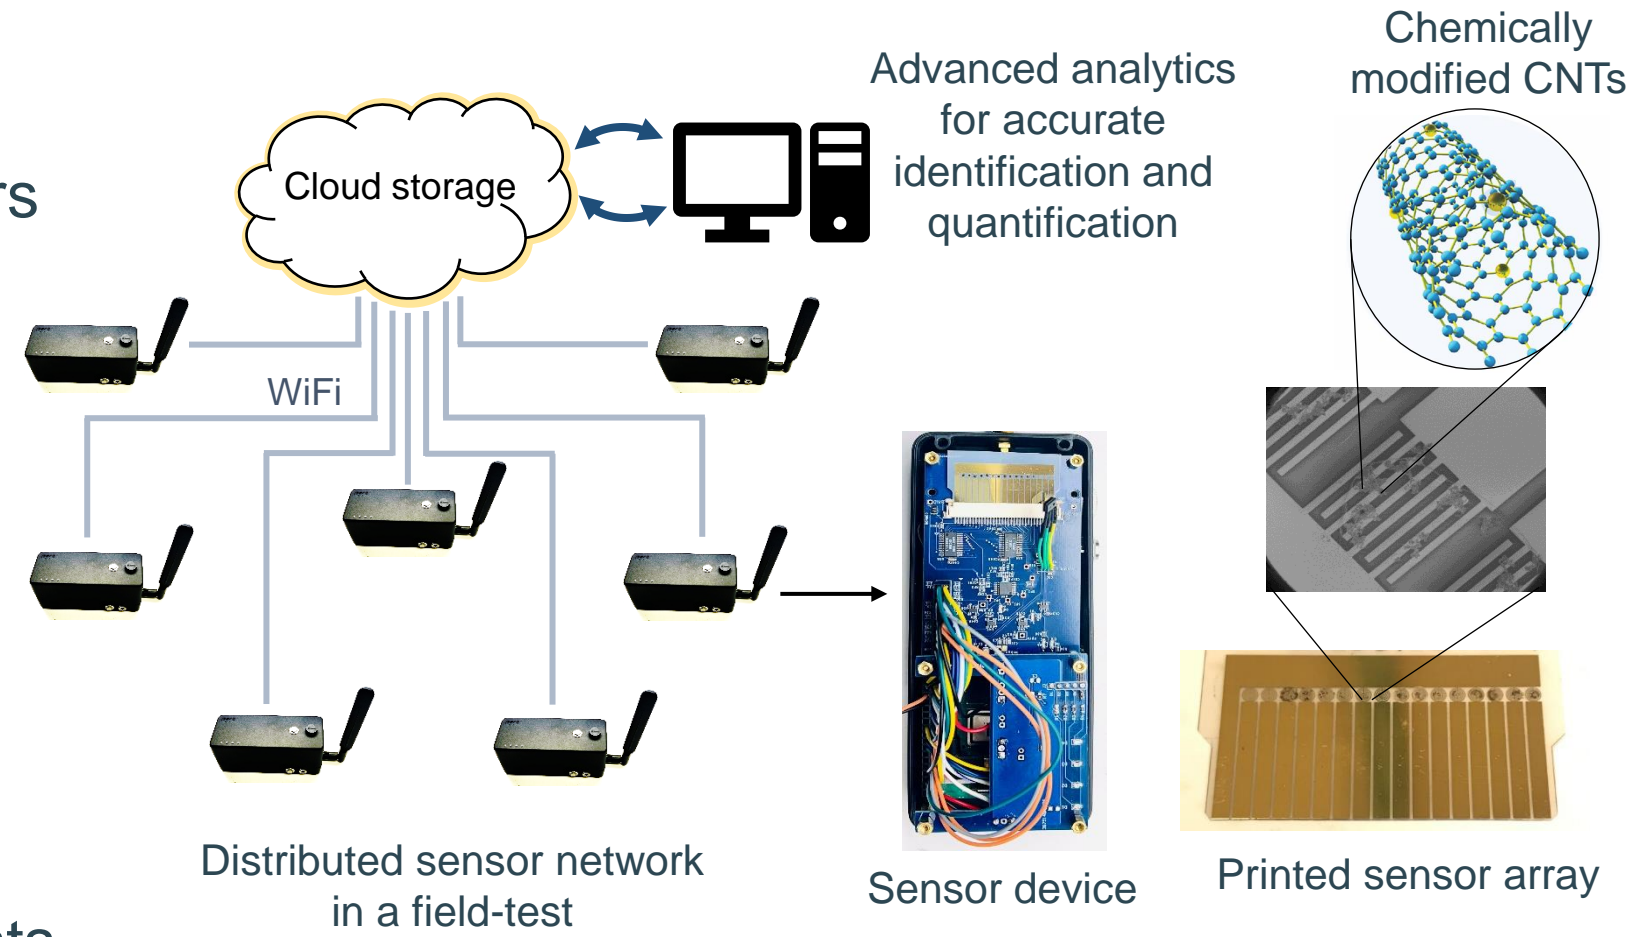 Chemically
modified CNTs
Advanced analytics
for accurate
identification and
quantification
Cloud storage
rs
WiFi
Distributed sensor network
in a field-test
Sensor device
Printed sensor array